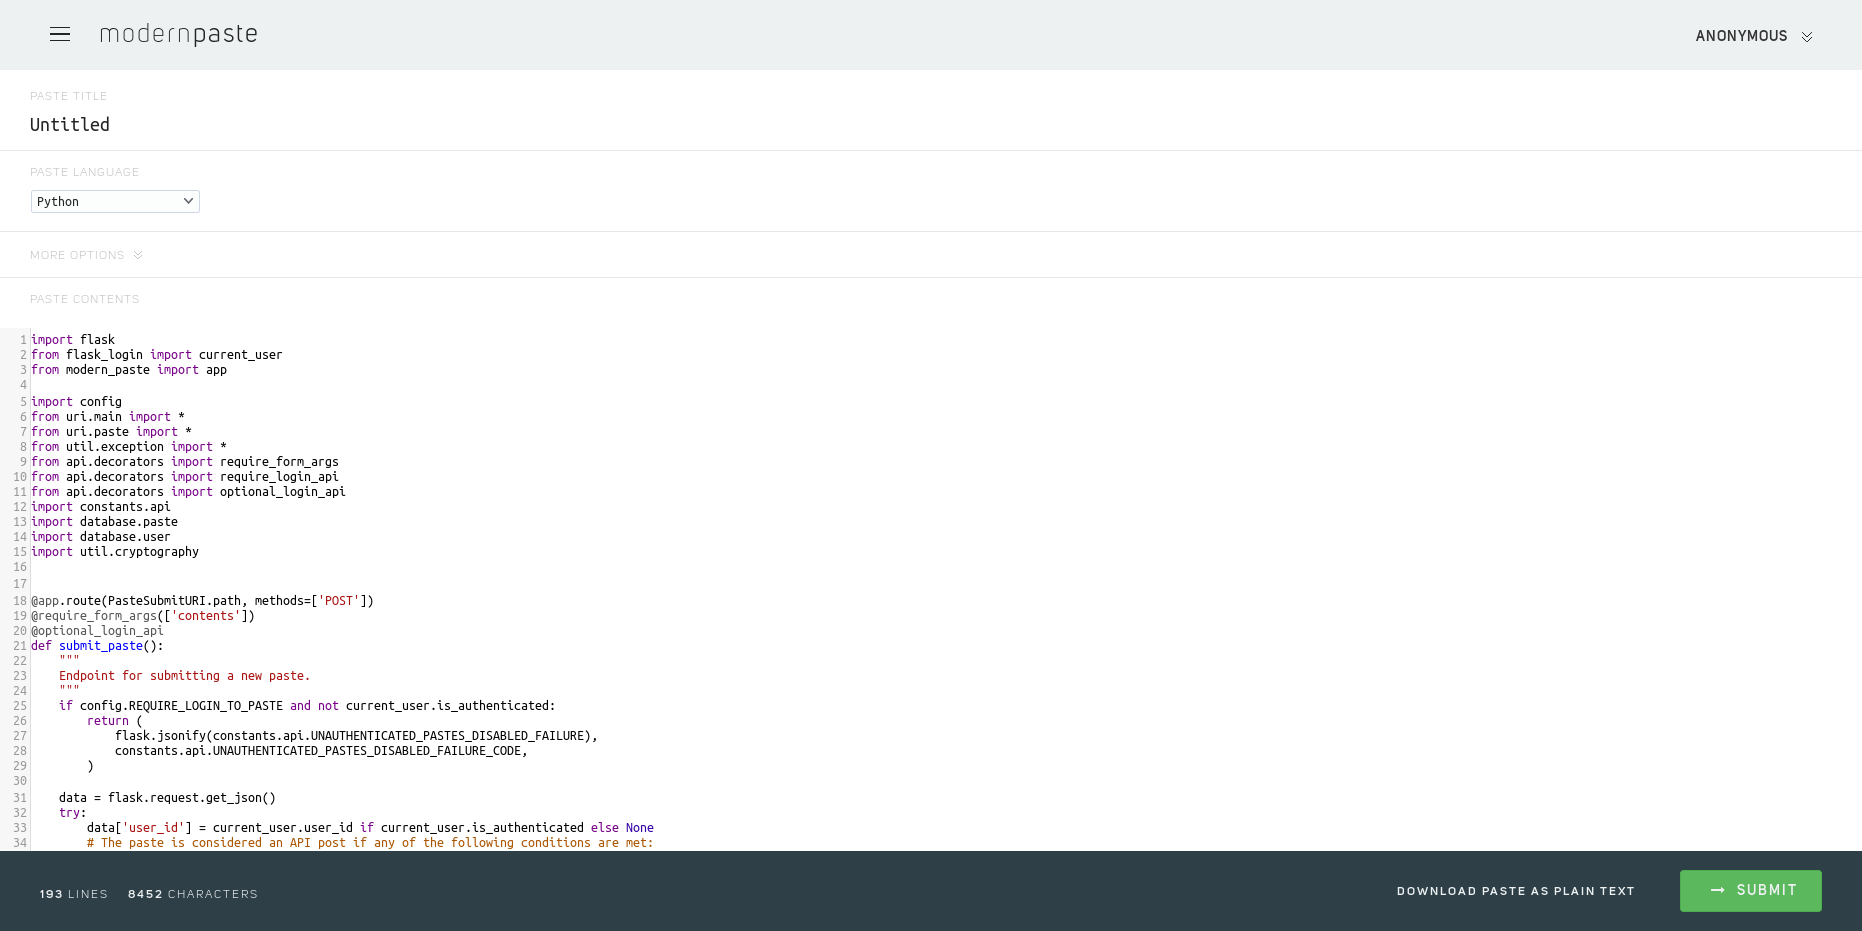 modernpaste
ANONYMOUS
PASTE TITLE
Untitled
PASTE LANGUAGE
Python
MORE OPTIONS
PASTE CONTENTS
1 import flask
2 from flask_login import current_user
3 from modern_paste import app
4
5 import config
6 from uri.main import *
7 from uri.paste import *
8 from util.exception import *
9 from api.decorators import require_form_args
10 from api.decorators import require_login_api
11 from api.decorators import optional_login_api
12 import constants.api
13 import database.paste
14 import database.user
15 import util.cryptography
16
17
18 @app.route(PasteSubmitURI.path, methods=['POST'])
19 @require_form_args(['contents'])
20 @optional_login_api
21 def submit_paste():
22     """
23     Endpoint for submitting a new paste.
24     """
25     if config.REQUIRE_LOGIN_TO_PASTE and not current_user.is_authenticated:
26         return (
27             flask.jsonify(constants.api.UNAUTHENTICATED_PASTES_DISABLED_FAILURE),
28             constants.api.UNAUTHENTICATED_PASTES_DISABLED_FAILURE_CODE,
29         )
30
31     data = flask.request.get_json()
32     try:
33         data['user_id'] = current_user.user_id if current_user.is_authenticated else None
34         # The paste is considered an API post if any of the following conditions are met:
193 LINES 8452 CHARACTERS
DOWNLOAD PASTE AS PLAIN TEXT
SUBMIT